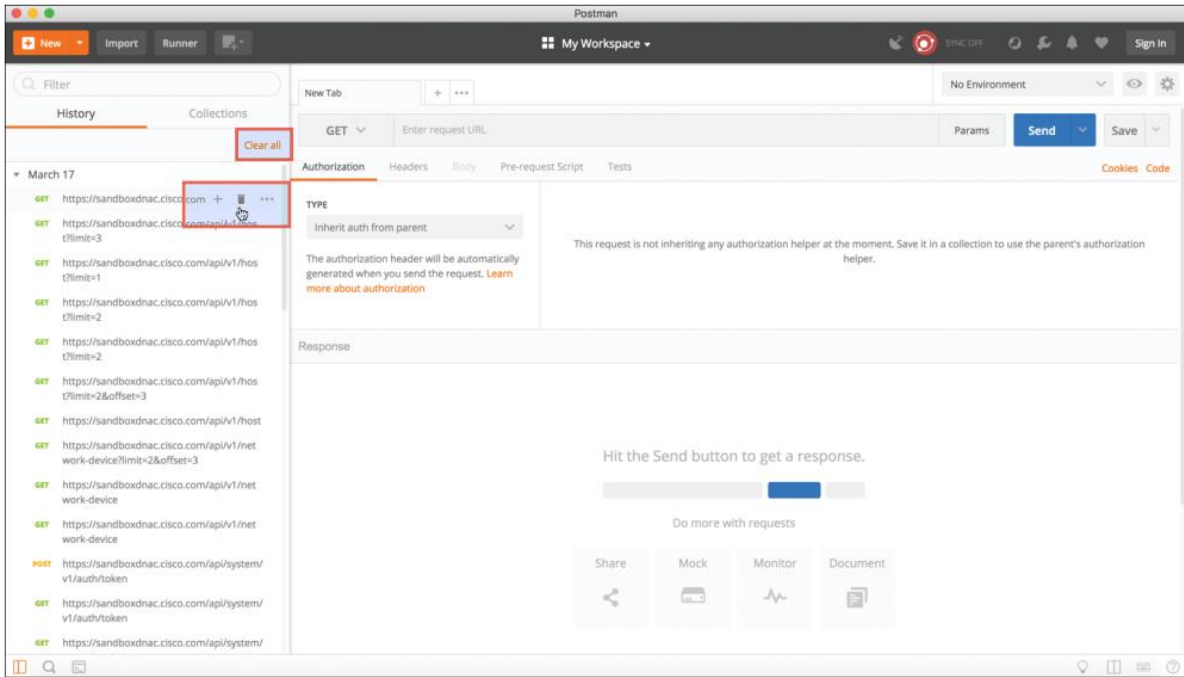 Postman
New
Import
Runner
My Workspace
SYNC OFF
Sign In
Filter
History
Collections
Clear all
March 17
GET https://sandboxdnac.cisco.com
GET https://sandboxdnac.cisco.com/api/v1/hos
t?limit=3
GET https://sandboxdnac.cisco.com/api/v1/hos
t?limit=1
GET https://sandboxdnac.cisco.com/api/v1/hos
t?limit=2
GET https://sandboxdnac.cisco.com/api/v1/hos
t?limit=2
GET https://sandboxdnac.cisco.com/api/v1/hos
t?limit=2&offset=3
GET https://sandboxdnac.cisco.com/api/v1/host
GET https://sandboxdnac.cisco.com/api/v1/net
work-device?limit=2&offset=3
GET https://sandboxdnac.cisco.com/api/v1/net
work-device
GET https://sandboxdnac.cisco.com/api/v1/net
work-device
POST https://sandboxdnac.cisco.com/api/system/
v1/auth/token
GET https://sandboxdnac.cisco.com/api/system/
v1/auth/token
GET https://sandboxdnac.cisco.com/api/system/
New Tab
No Environment
GET
Enter request URL
Params
Send
Save
Authorization
Headers
Body
Pre-request Script
Tests
Cookies
Code
TYPE
Inherit auth from parent
The authorization header will be automatically
generated when you send the request. Learn
more about authorization
This request is not inheriting any authorization helper at the moment. Save it in a collection to use the parent's authorization
helper.
Response
Hit the Send button to get a response.
Do more with requests
Share
Mock
Monitor
Document